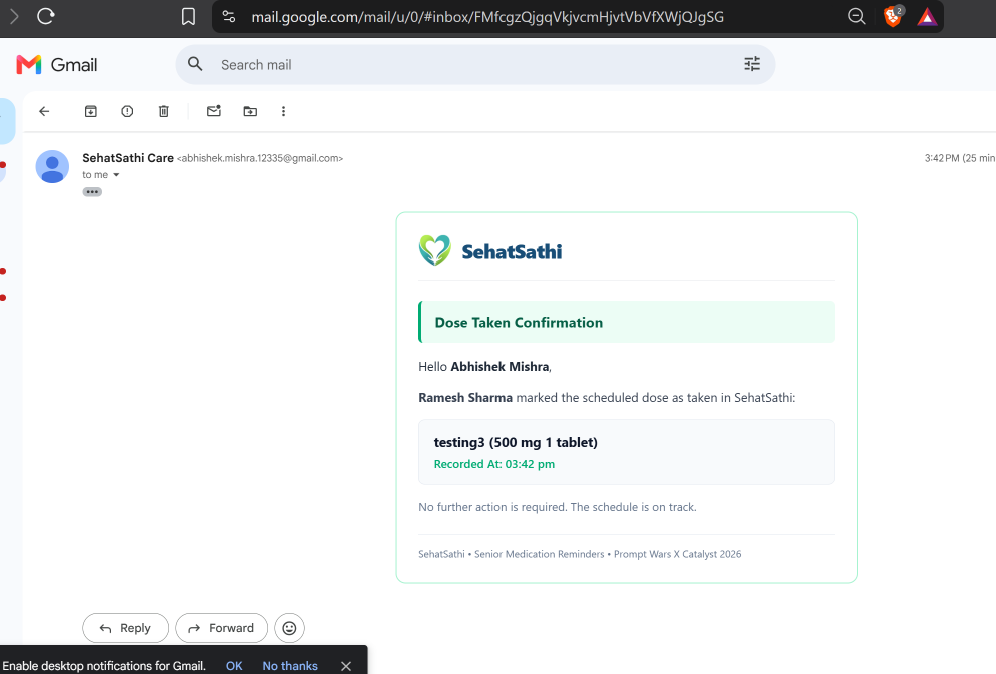 mail.google.com/mail/u/0/#inbox/FMfcgzQjgqVkjvcmHjvtVbVfXWjQJgSG
2
Gmail
Search mail
SehatSathi Care <abhishek.mishra.12335@gmail.com>
3:42 PM (25 min
to me
SehatSathi
Dose Taken Confirmation
Hello Abhishek Mishra,
Ramesh Sharma marked the scheduled dose as taken in SehatSathi:
testing3 (500 mg 1 tablet)
Recorded At: 03:42 pm
No further action is required. The schedule is on track.
SehatSathi • Senior Medication Reminders • Prompt Wars X Catalyst 2026
Reply
Forward
Enable desktop notifications for Gmail.
OK
No thanks